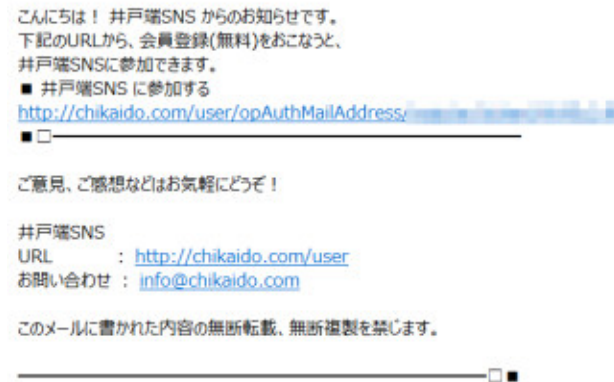 こんにちは！ 井戸端SNS からのお知らせです。
下記のURLから、会員登録(無料)をおこなうと、
井戸端SNSに参加できます。
■ 井戸端SNS に参加する
http://chikaido.com/user/opAuthMailAddress/
■□━━━━━━━━━━━━━━━━━━━━━━━━━━━━
ご意見、ご感想などはお気軽にどうぞ！
井戸端SNS
URL : http://chikaido.com/user
お問い合わせ : info@chikaido.com
このメールに書かれた内容の無断転載、無断複製を禁じます。
━━━━━━━━━━━━━━━━━━━━━━━━━━━━□■